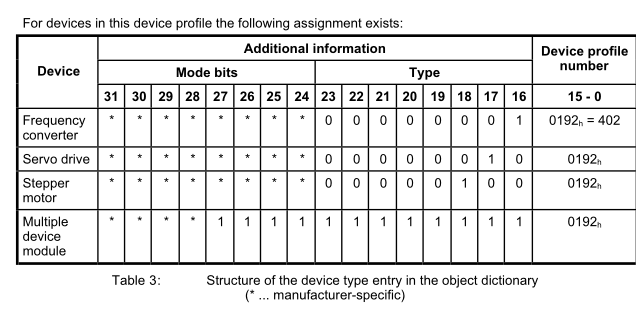 For devices in this device profile the following assignment exists:
Device Additional information Device profile number
Mode bits Type
31 30 29 28 27 26 25 24 23 22 21 20 19 18 17 16 15 - 0
Frequency converter * * * * * * * * 0 0 0 0 0 0 0 1 0192h = 402
Servo drive * * * * * * * * 0 0 0 0 0 0 1 0 0192h
Stepper motor * * * * * * * * 0 0 0 0 0 1 0 0 0192h
Multiple device module * * * * 1 1 1 1 1 1 1 1 1 1 1 1 0192h
Table 3: Structure of the device type entry in the object dictionary
(* ... manufacturer-specific)